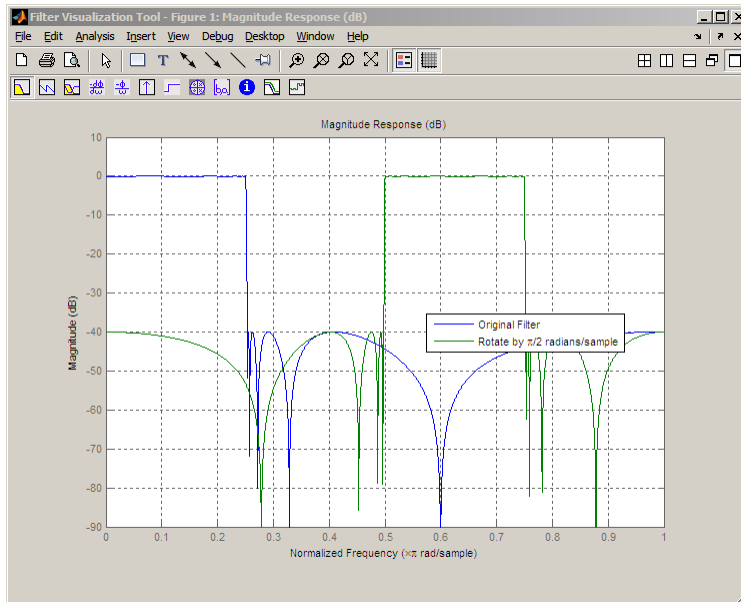 Filter Visualization Tool - Figure 1: Magnitude Response (dB)
File Edit Analysis Insert View Debug Desktop Window Help
Magnitude Response (dB)
10
0
-10
-20
-30
-40
-50
-60
-70
-80
-90
Magnitude (dB)
Original Filter
Rotate by π/2 radians/sample
0 0.1 0.2 0.3 0.4 0.5 0.6 0.7 0.8 0.9 1
Normalized Frequency (×π rad/sample)